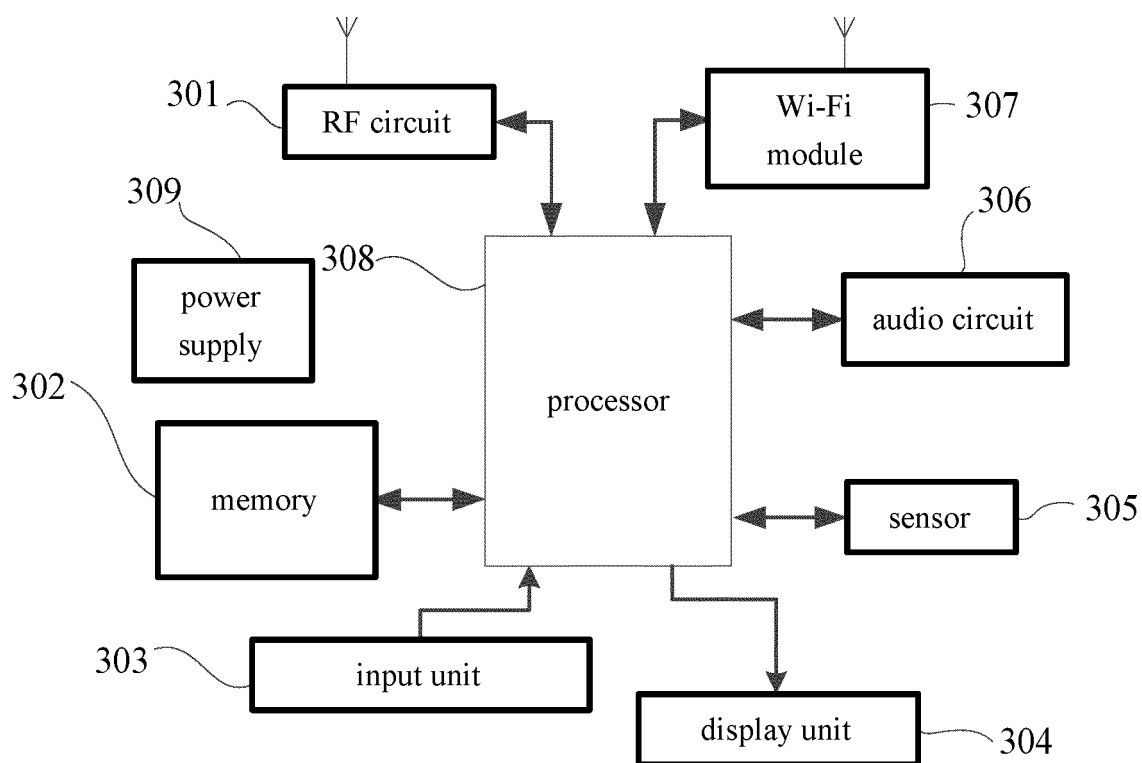 301
RF circuit
Wi-Fi
module
307
309
power
supply
308
306
audio circuit
processor
302
memory
sensor
305
303
input unit
display unit
304